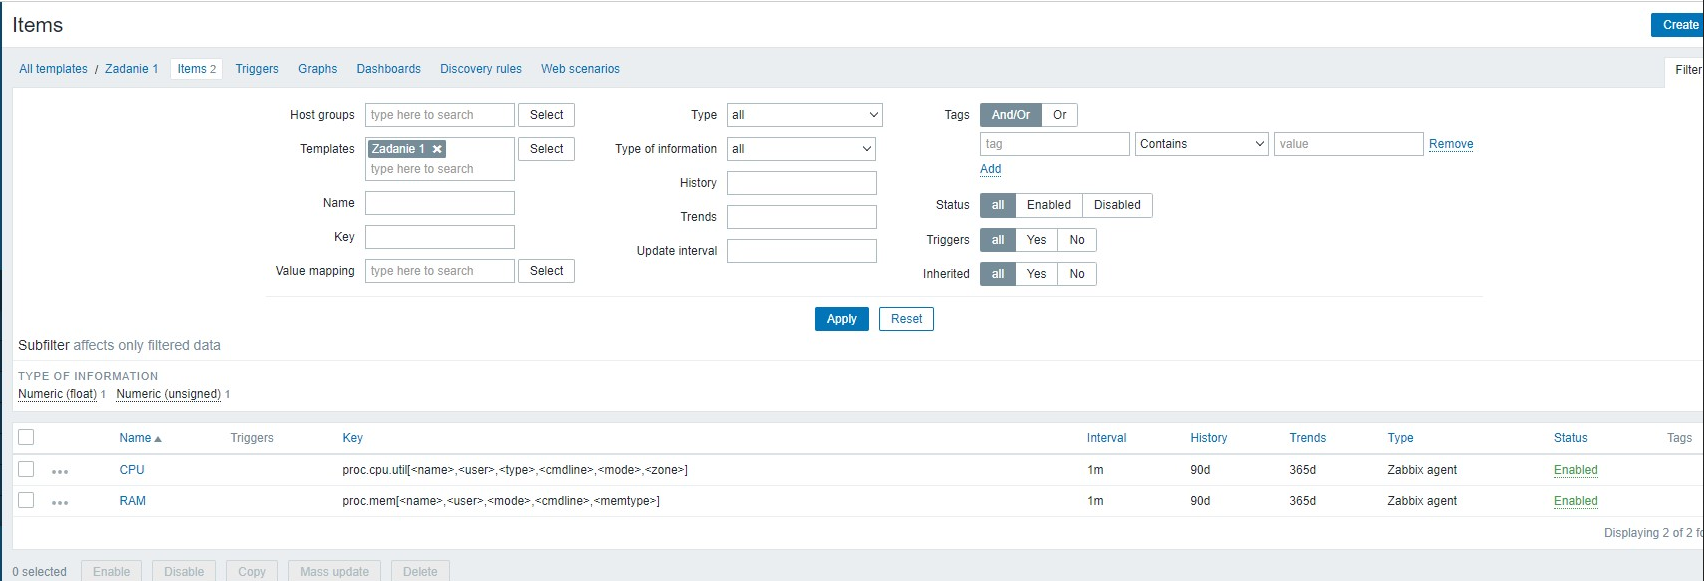 Items
Create
All templates / Zadanie 1 Items 2 Triggers Graphs Dashboards Discovery rules Web scenarios
Filter
Host groups type here to search Select Type all Tags And/Or Or
Templates Zadanie 1 × Select Type of information all tag Contains value Remove
type here to search Add
History
Name Trends Status all Enabled Disabled
Key Update interval Triggers all Yes No
Value mapping type here to search Select Inherited all Yes No
Apply Reset
Subfilter affects only filtered data
TYPE OF INFORMATION
Numeric (float) 1 Numeric (unsigned) 1
Name Triggers Key Interval History Trends Type Status Tags
CPU proc.cpu.util[<name>,<user>,<type>,<cmdline>,<mode>,<zone>] 1m 90d 365d Zabbix agent Enabled
RAM proc.mem[<name>,<user>,<mode>,<cmdline>,<memtype>] 1m 90d 365d Zabbix agent Enabled
Displaying 2 of 2 fo
0 selected Enable Disable Copy Mass update Delete